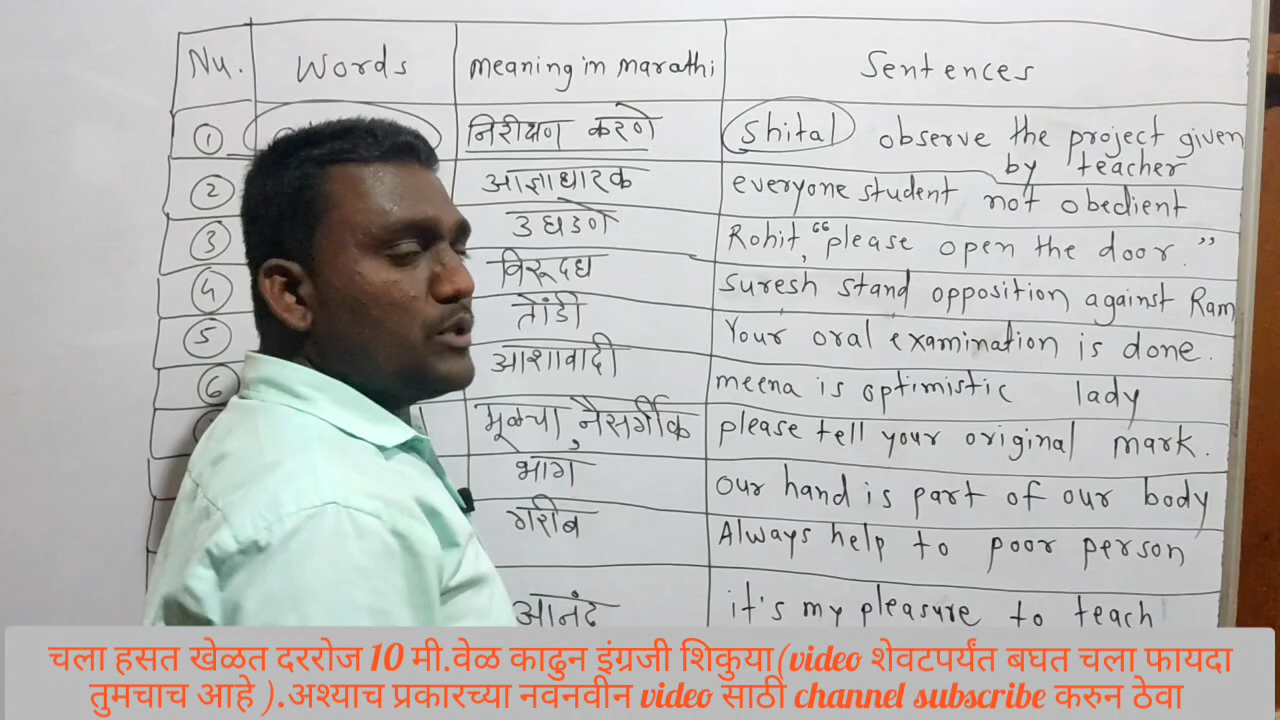 Nu. Words meaning in marathi Sentences
1 निरीक्षण करणे Shital observe the project given
by teacher
2 आज्ञाधारक everyone student not obedient
3 उघडणे Rohit, “please open the door.”
4 विरूदध suresh stand opposition against Ram
5 तोंडी Your oral examination is done.
6 आशावादी meena is optimistic lady
मूळचा, नैसर्गीक please tell your original mark.
भाग our hand is part of our body
गरीब Always help to poor person
आनंद it's my pleasure to teach
चला हसत खेळत दररोज 10 मी.वेळ काढुन इंग्रजी शिकुया(video शेवटपर्यंत बघत चला फायदा
तुमचाच आहे ).अश्याच प्रकारच्या नवनवीन video साठी channel subscribe करुन ठेवा